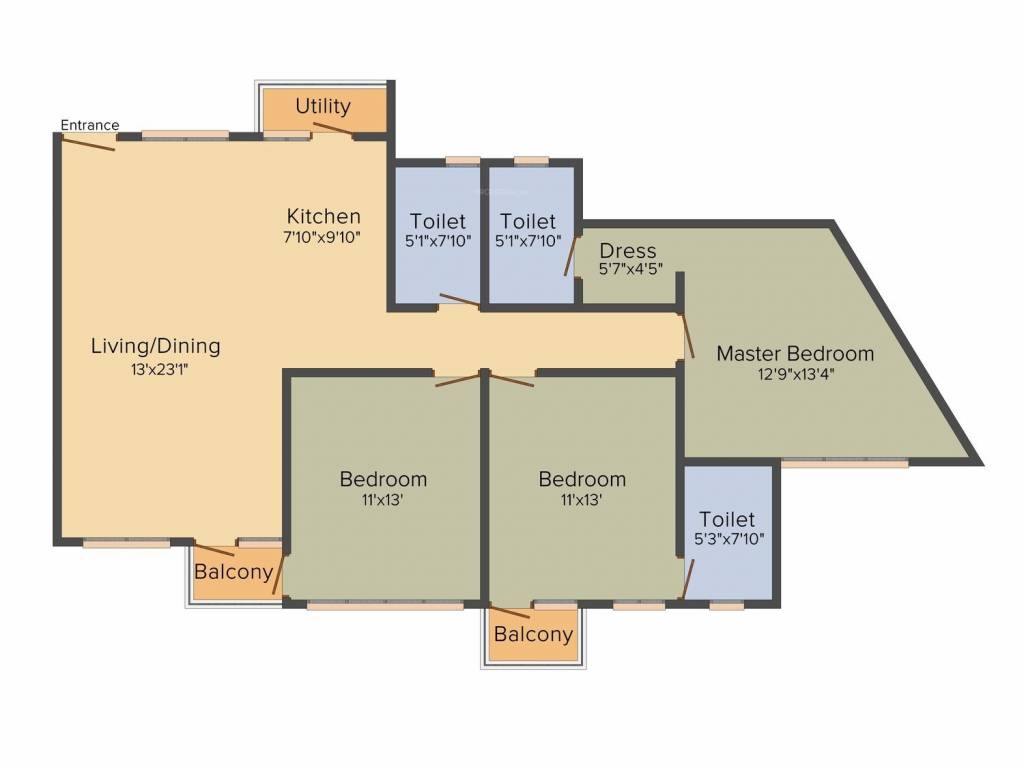 Utility
Entrance
Kitchen
7'10"x9'10"
Toilet
5'1"x7'10"
Toilet
5'1"x7'10"
Dress
5'7"x4'5"
Living/Dining
13'x23'1"
Master Bedroom
12'9"x13'4"
Bedroom
11'x13'
Bedroom
11'x13'
Toilet
5'3"x7'10"
Balcony
Balcony